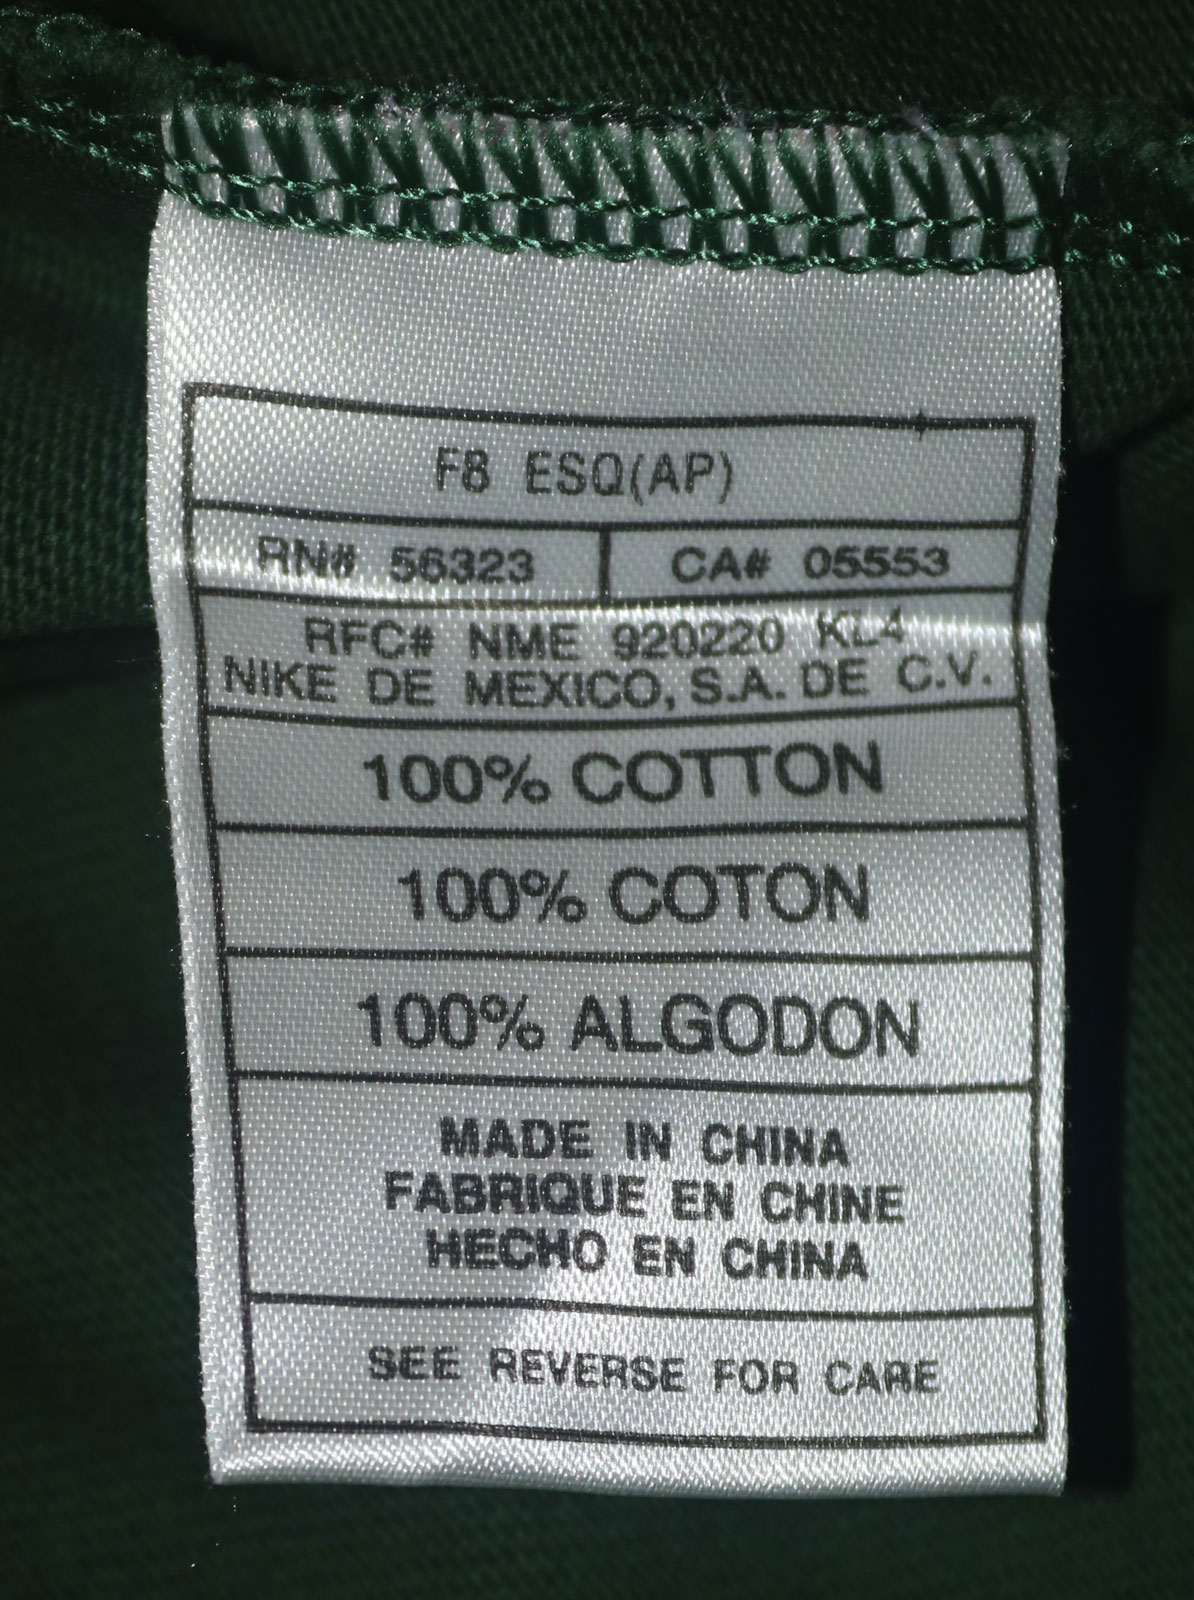 F8 ESQ(AP)
RN# 56323 CA# 05553
RFC# NME 920220 KL4
NIKE DE MEXICO, S.A. DE C.V.
100% COTTON
100% COTON
100% ALGODON
MADE IN CHINA
FABRIQUE EN CHINE
HECHO EN CHINA
SEE REVERSE FOR CARE